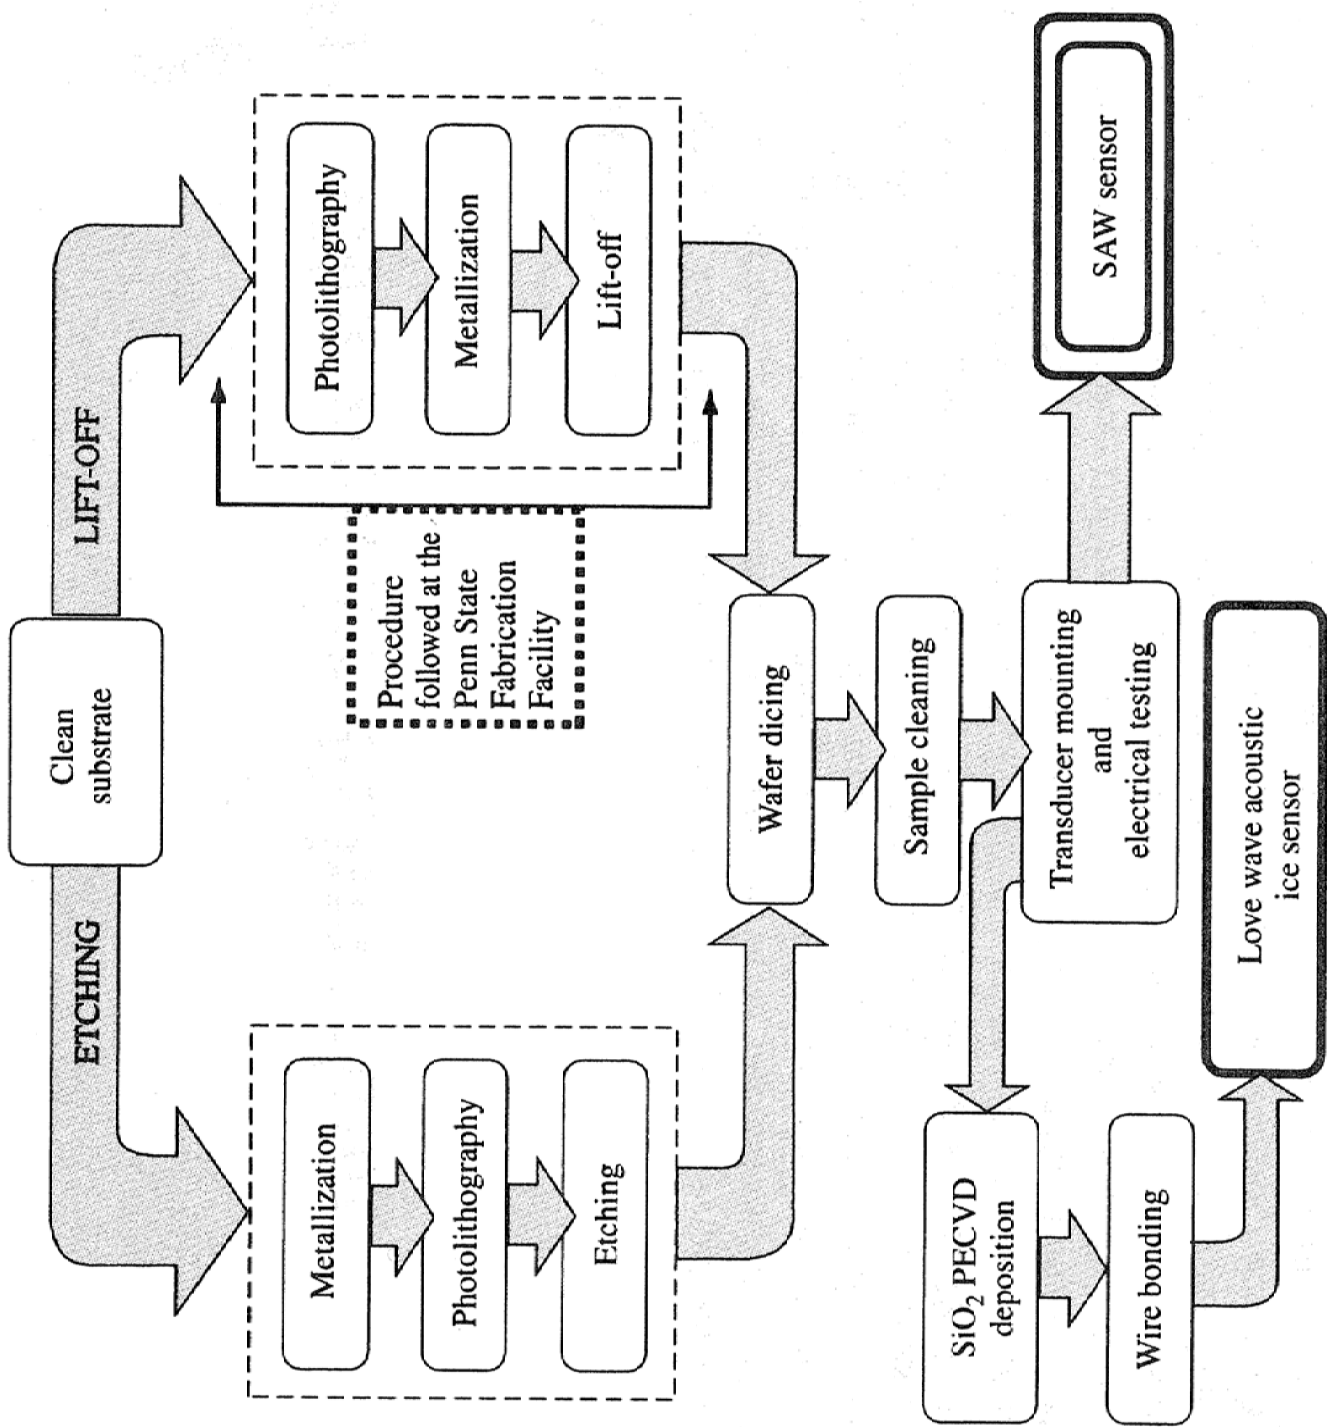 Clean
substrate
ETCHING
LIFT-OFF
Metallization
Photolithography
Etching
Procedure
followed at the
Penn State
Fabrication
Facility
Photolithography
Metallization
Lift-off
Wafer dicing
Sample cleaning
Transducer mounting
and
electrical testing
SAW sensor
SiO₂ PECVD
deposition
Wire bonding
Love wave acoustic
ice sensor